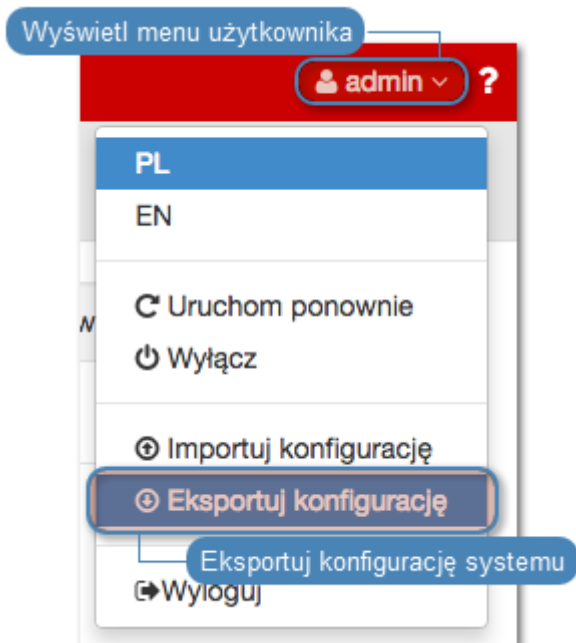 Wyświetl menu użytkownika
admin ?
PL
EN
w
Uruchom ponownie
Wyłącz
Importuj konfigurację
Eksportuj konfigurację
Eksportuj konfigurację systemu
Wyloguj